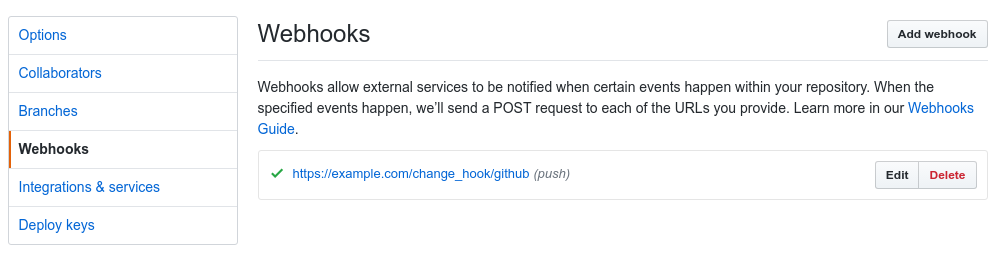 Options
Collaborators
Branches
Webhooks
Integrations & services
Deploy keys
Webhooks
Add webhook
Webhooks allow external services to be notified when certain events happen within your repository. When the
specified events happen, we’ll send a POST request to each of the URLs you provide. Learn more in our Webhooks
Guide.
https://example.com/change_hook/github (push)
Edit
Delete